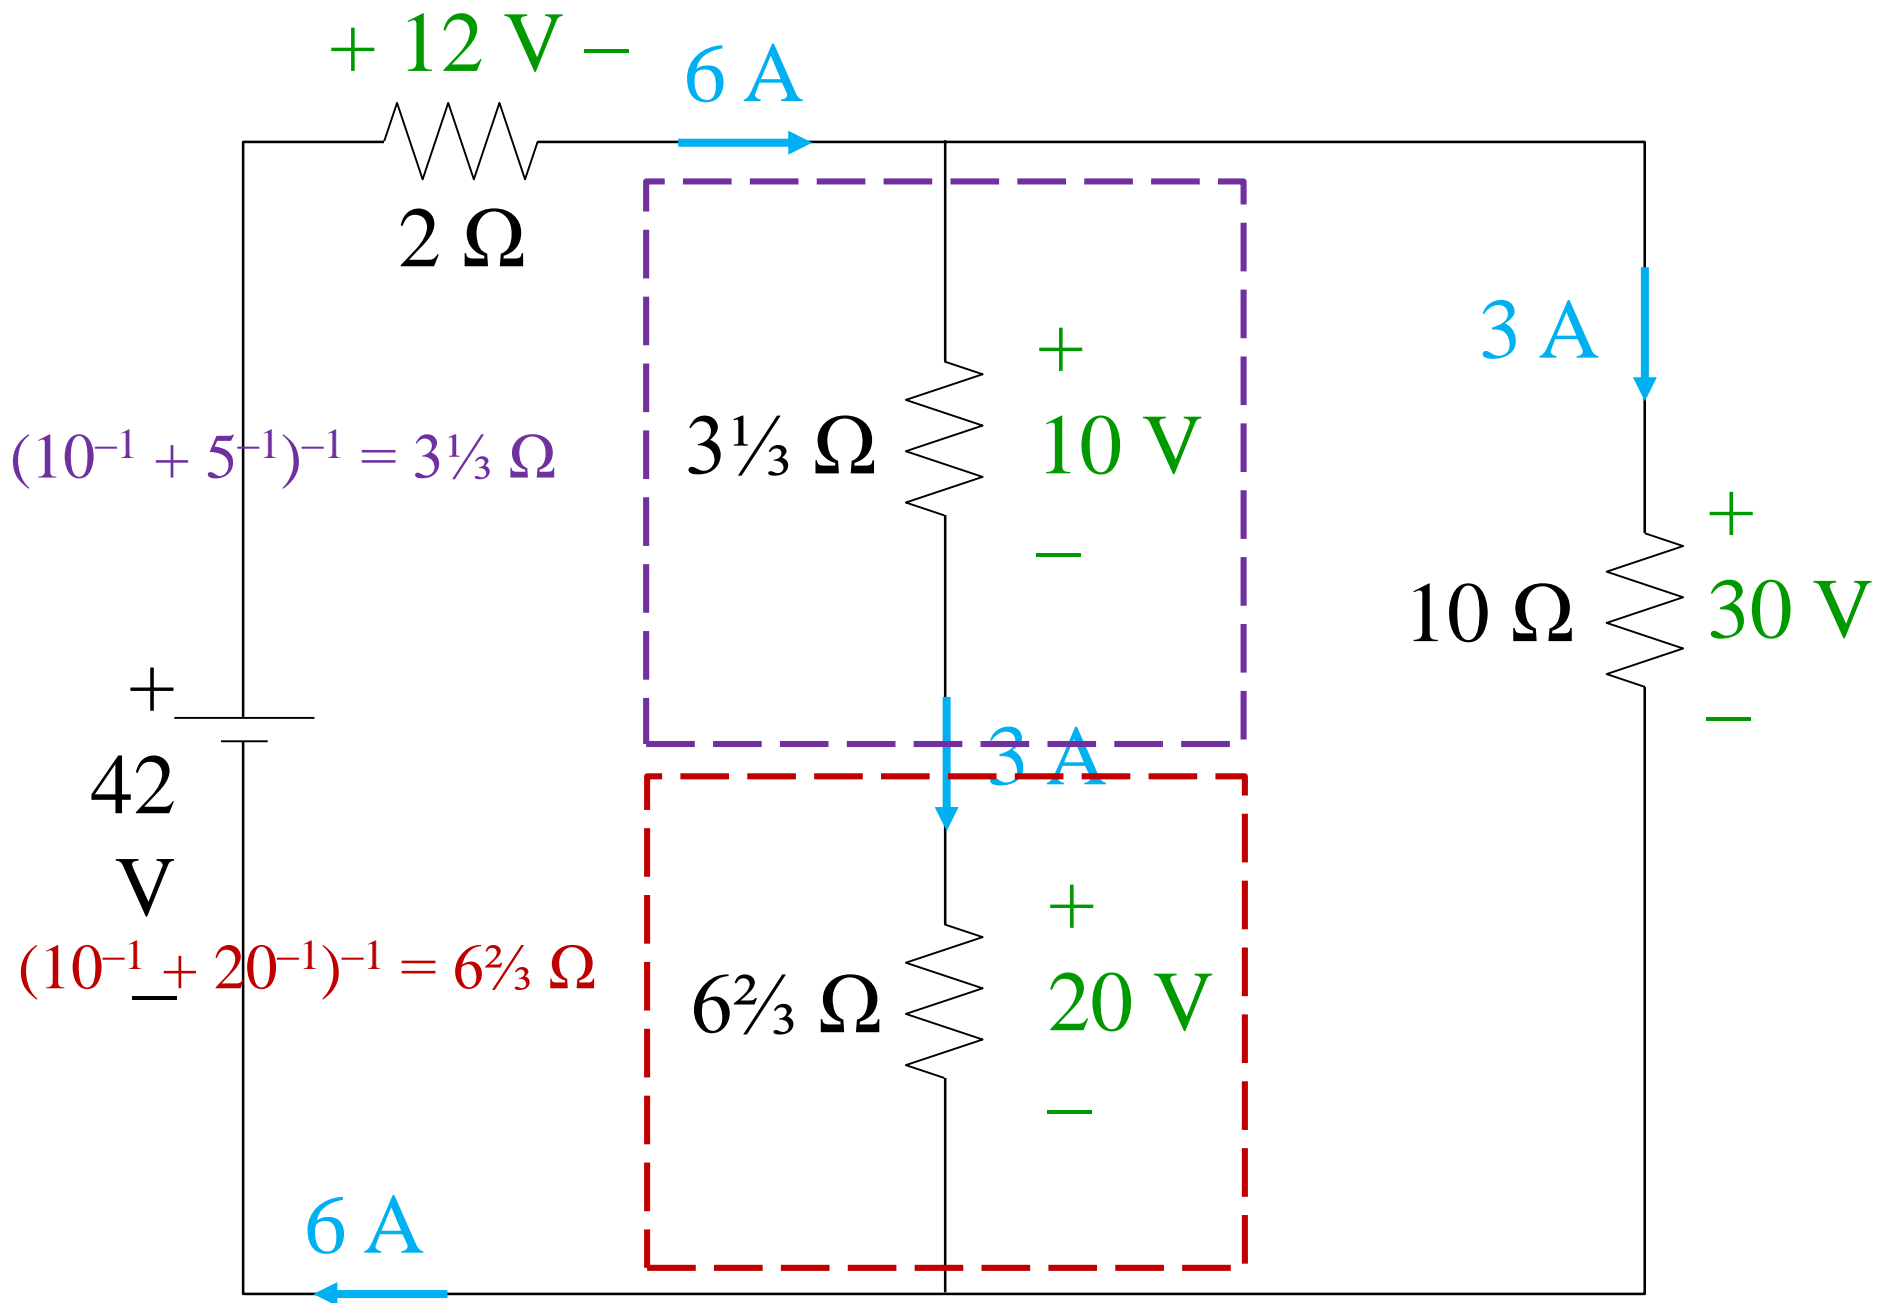 + 12 V –
6 A
2 Ω
3 A
+
3⅓ Ω
10 V
–
(10⁻¹ + 5⁻¹)⁻¹ = 3⅓ Ω
+
10 Ω
30 V
–
+
42
V
–
3 A
(10⁻¹ + 20⁻¹)⁻¹ = 6⅔ Ω
+
6⅔ Ω
20 V
–
6 A